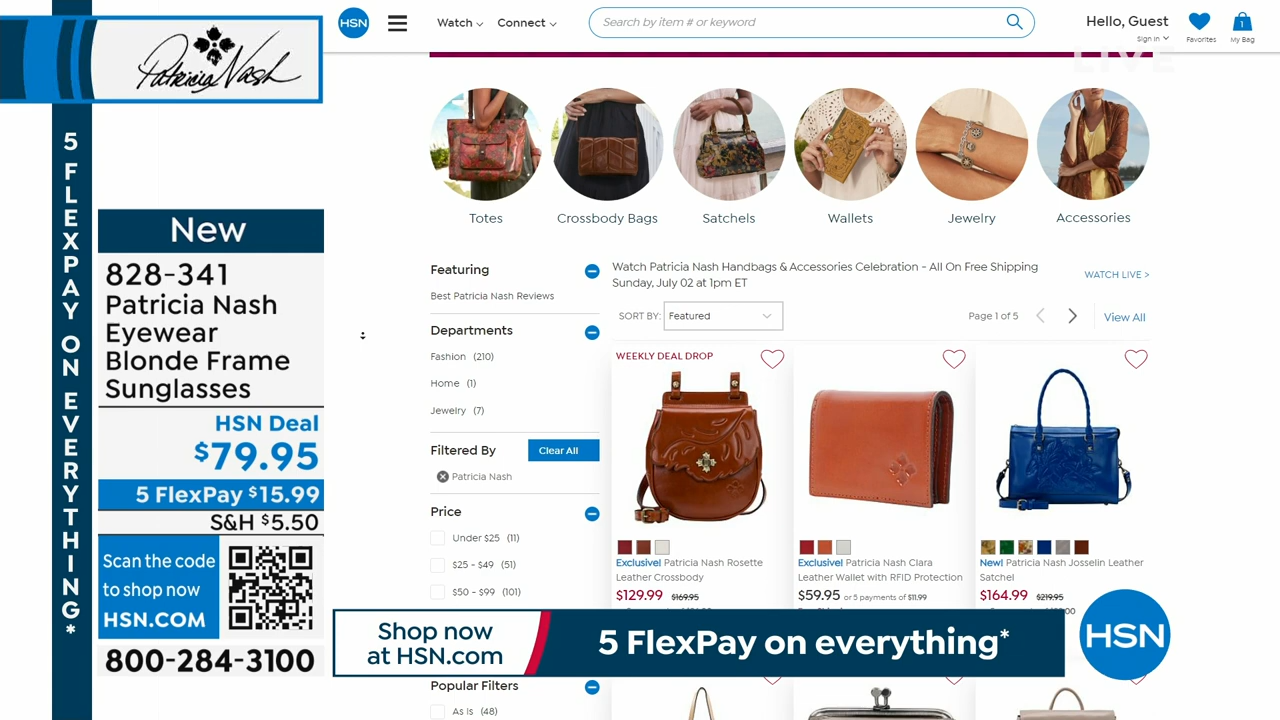 Patricia Nash
5 FLEXPAY ON EVERYTHING*
New
828-341
Patricia Nash
Eyewear
Blonde Frame
Sunglasses
HSN Deal
$79.95
5 FlexPay $15.99
S&H $5.50
Scan the code
to shop now
HSN.COM
800-284-3100
HSN
Watch
Connect
Search by item # or keyword
Hello, Guest
Sign in
Favorites
1
My Bag
LIVE
Totes
Crossbody Bags
Satchels
Wallets
Jewelry
Accessories
Featuring
Best Patricia Nash Reviews
Departments
Fashion (210)
Home (1)
Jewelry (7)
Filtered By
Clear All
Patricia Nash
Price
Under $25 (11)
$25 - $49 (51)
$50 - $99 (101)
Popular Filters
As Is (48)
Watch Patricia Nash Handbags & Accessories Celebration - All On Free Shipping
Sunday, July 02 at 1pm ET
WATCH LIVE >
SORT BY: Featured
Page 1 of 5
View All
WEEKLY DEAL DROP
Exclusive! Patricia Nash Rosette
Leather Crossbody
$129.99 $169.95
Exclusive! Patricia Nash Clara
Leather Wallet with RFID Protection
$59.95 or 5 payments of $11.99
New! Patricia Nash Josselin Leather
Satchel
$164.99 $219.95
Shop now
at HSN.com
5 FlexPay on everything*
HSN